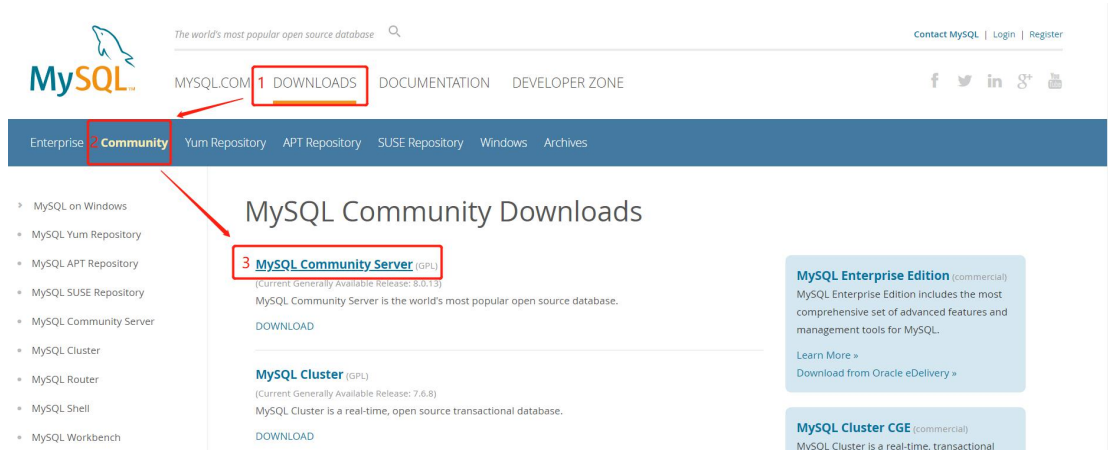 The world's most popular open source database
Contact MySQL | Login | Register
MySQL
MYSQL.COM 1 DOWNLOADS DOCUMENTATION DEVELOPER ZONE
Enterprise 2 Community Yum Repository APT Repository SUSE Repository Windows Archives
MySQL on Windows
MySQL Yum Repository
MySQL APT Repository
MySQL SUSE Repository
MySQL Community Server
MySQL Cluster
MySQL Router
MySQL Shell
MySQL Workbench
MySQL Community Downloads
3 MySQL Community Server (GPL)
(Current Generally Available Release: 8.0.13)
MySQL Community Server is the world's most popular open source database.
DOWNLOAD
MySQL Cluster (GPL)
(Current Generally Available Release: 7.6.8)
MySQL Cluster is a real-time, open source transactional database.
DOWNLOAD
MySQL Enterprise Edition (commercial)
MySQL Enterprise Edition includes the most
comprehensive set of advanced features and
management tools for MySQL.
Learn More »
Download from Oracle eDelivery »
MySQL Cluster CGE (commercial)
MySQL Cluster is a real-time, transactional